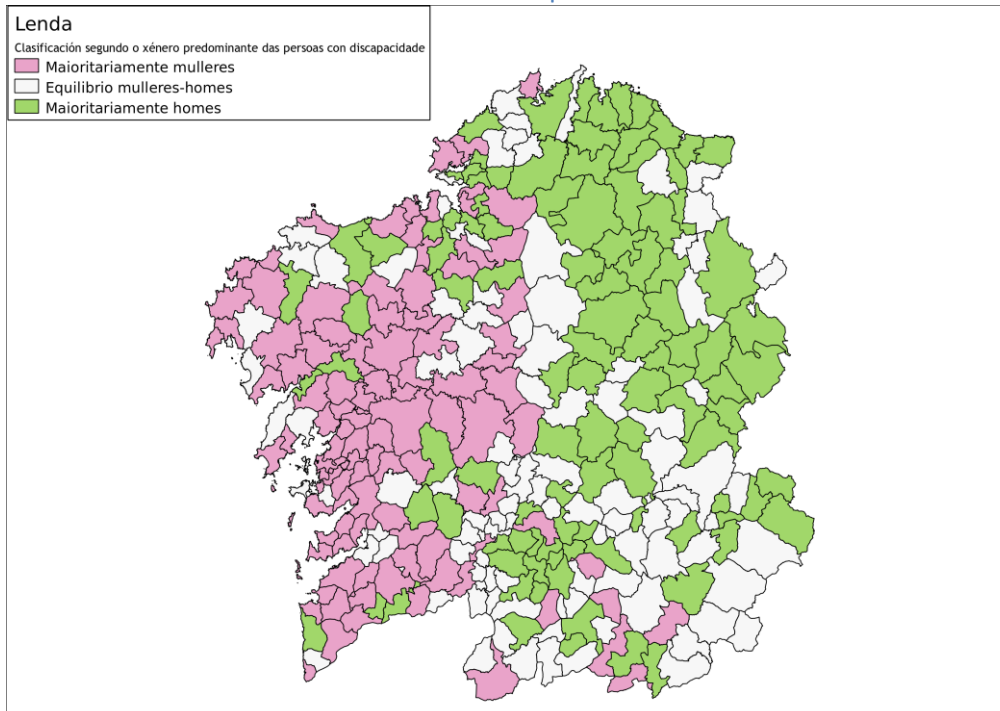 Lenda
Clasificación segundo o xénero predominante das persoas con discapacidade
Maioritariamente mulleres
Equilibrio mulleres-homes
Maioritariamente homes